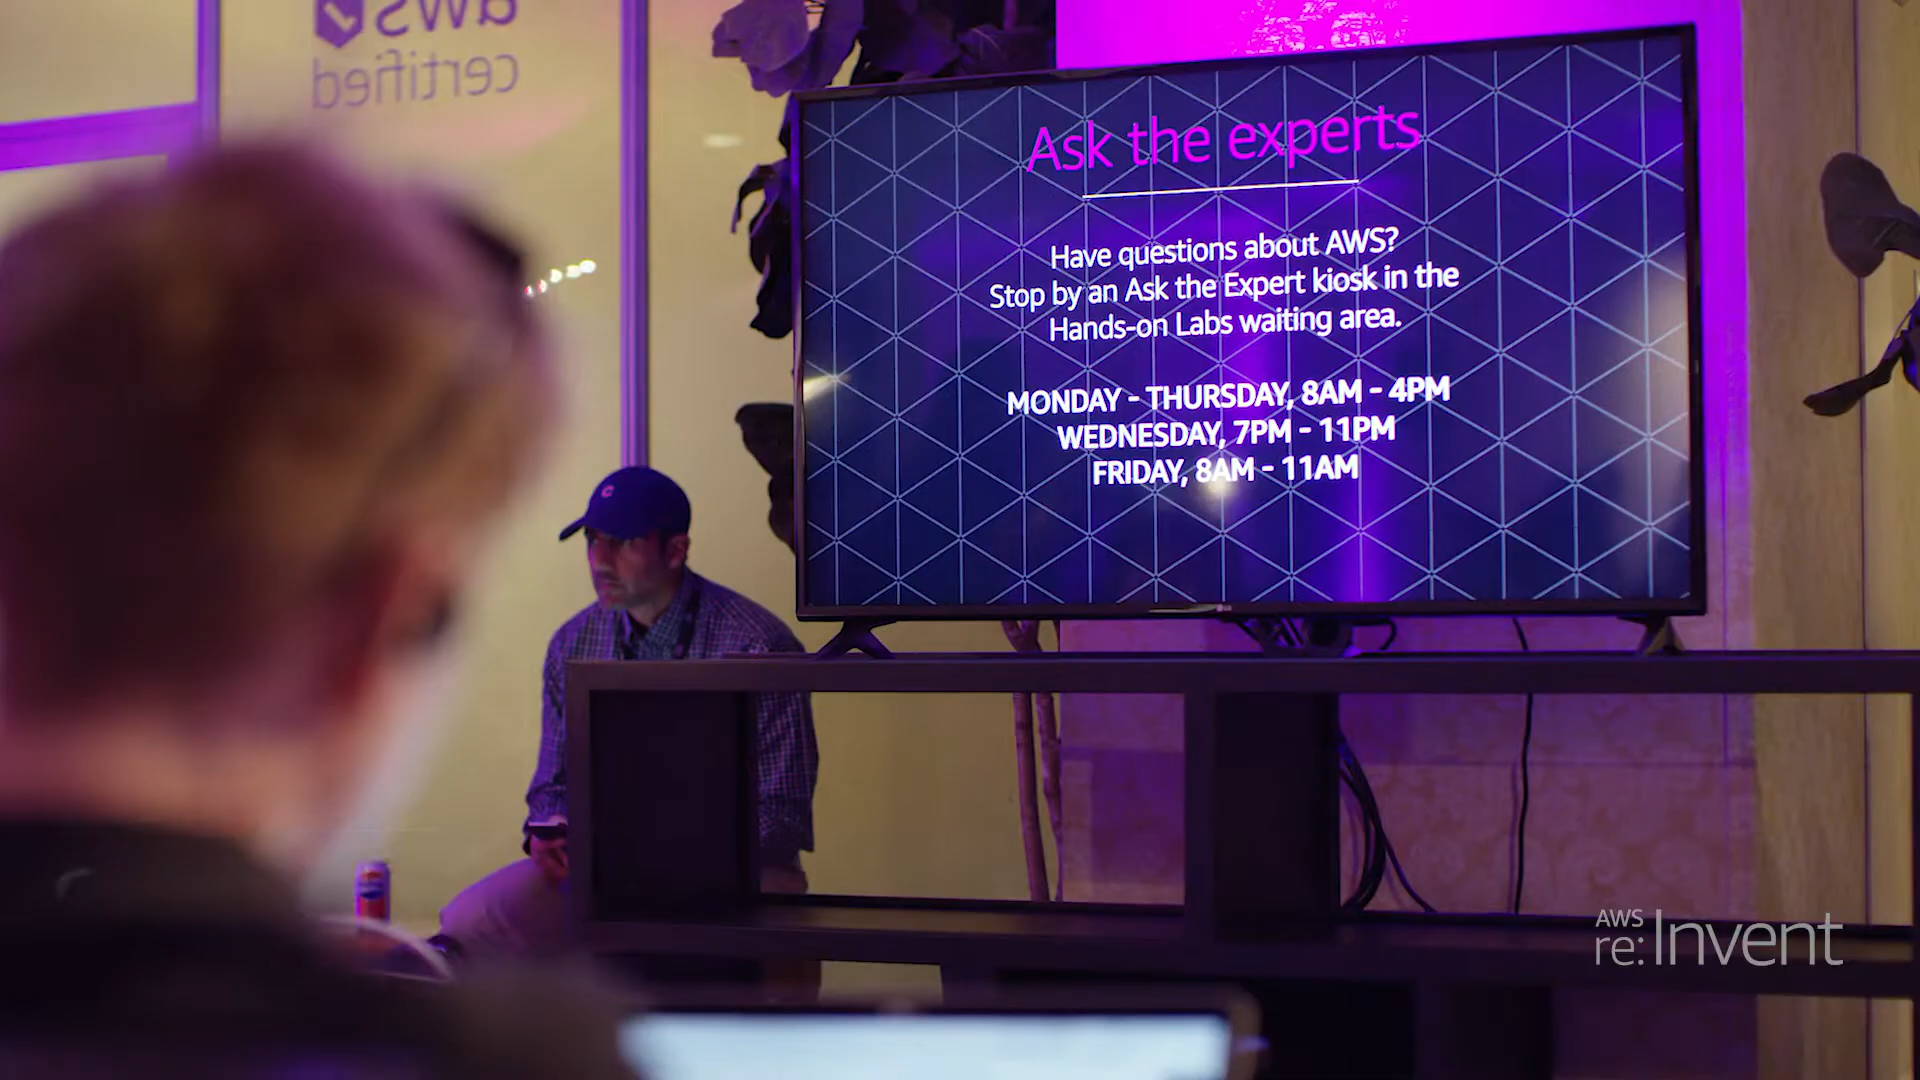 aws
certified
Ask the experts
Have questions about AWS?
Stop by an Ask the Expert kiosk in the
Hands-on Labs waiting area.
MONDAY - THURSDAY, 8AM - 4PM
WEDNESDAY, 7PM - 11PM
FRIDAY, 8AM - 11AM
C
AWS
re:Invent